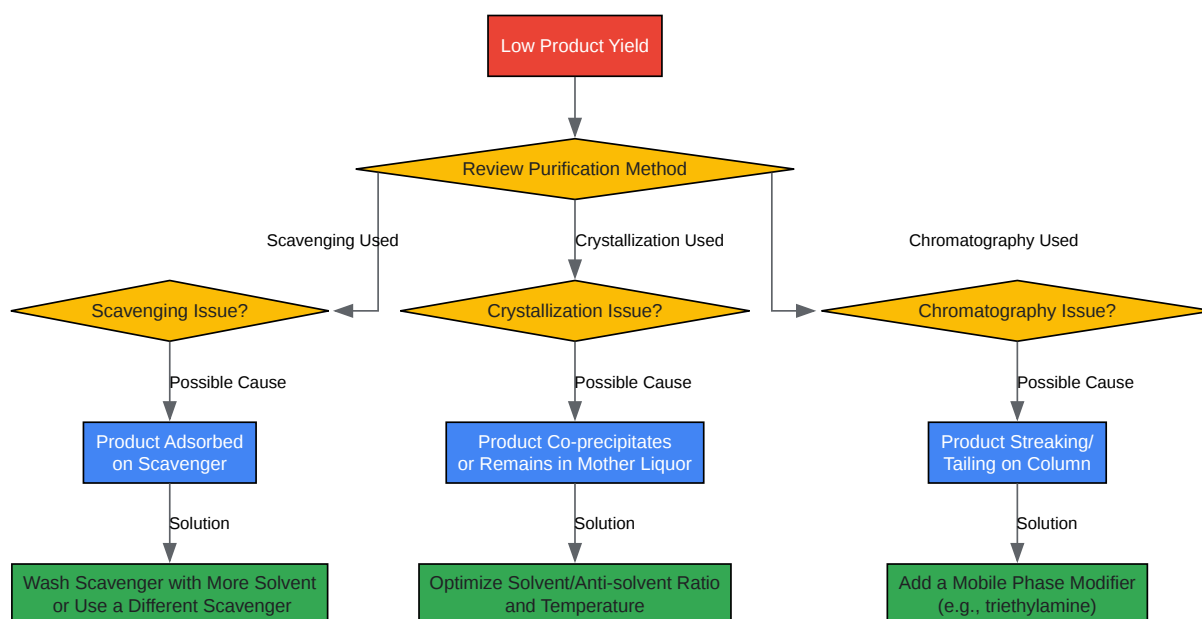 Low Product Yield
Review Purification Method
Scavenging Used
Crystallization Used
Chromatography Used
Scavenging Issue?
Crystallization Issue?
Chromatography Issue?
Possible Cause
Possible Cause
Possible Cause
Product Adsorbed
on Scavenger
Product Co-precipitates
or Remains in Mother Liquor
Product Streaking/
Tailing on Column
Solution
Solution
Solution
Wash Scavenger with More Solvent
or Use a Different Scavenger
Optimize Solvent/Anti-solvent Ratio
and Temperature
Add a Mobile Phase Modifier
(e.g., triethylamine)